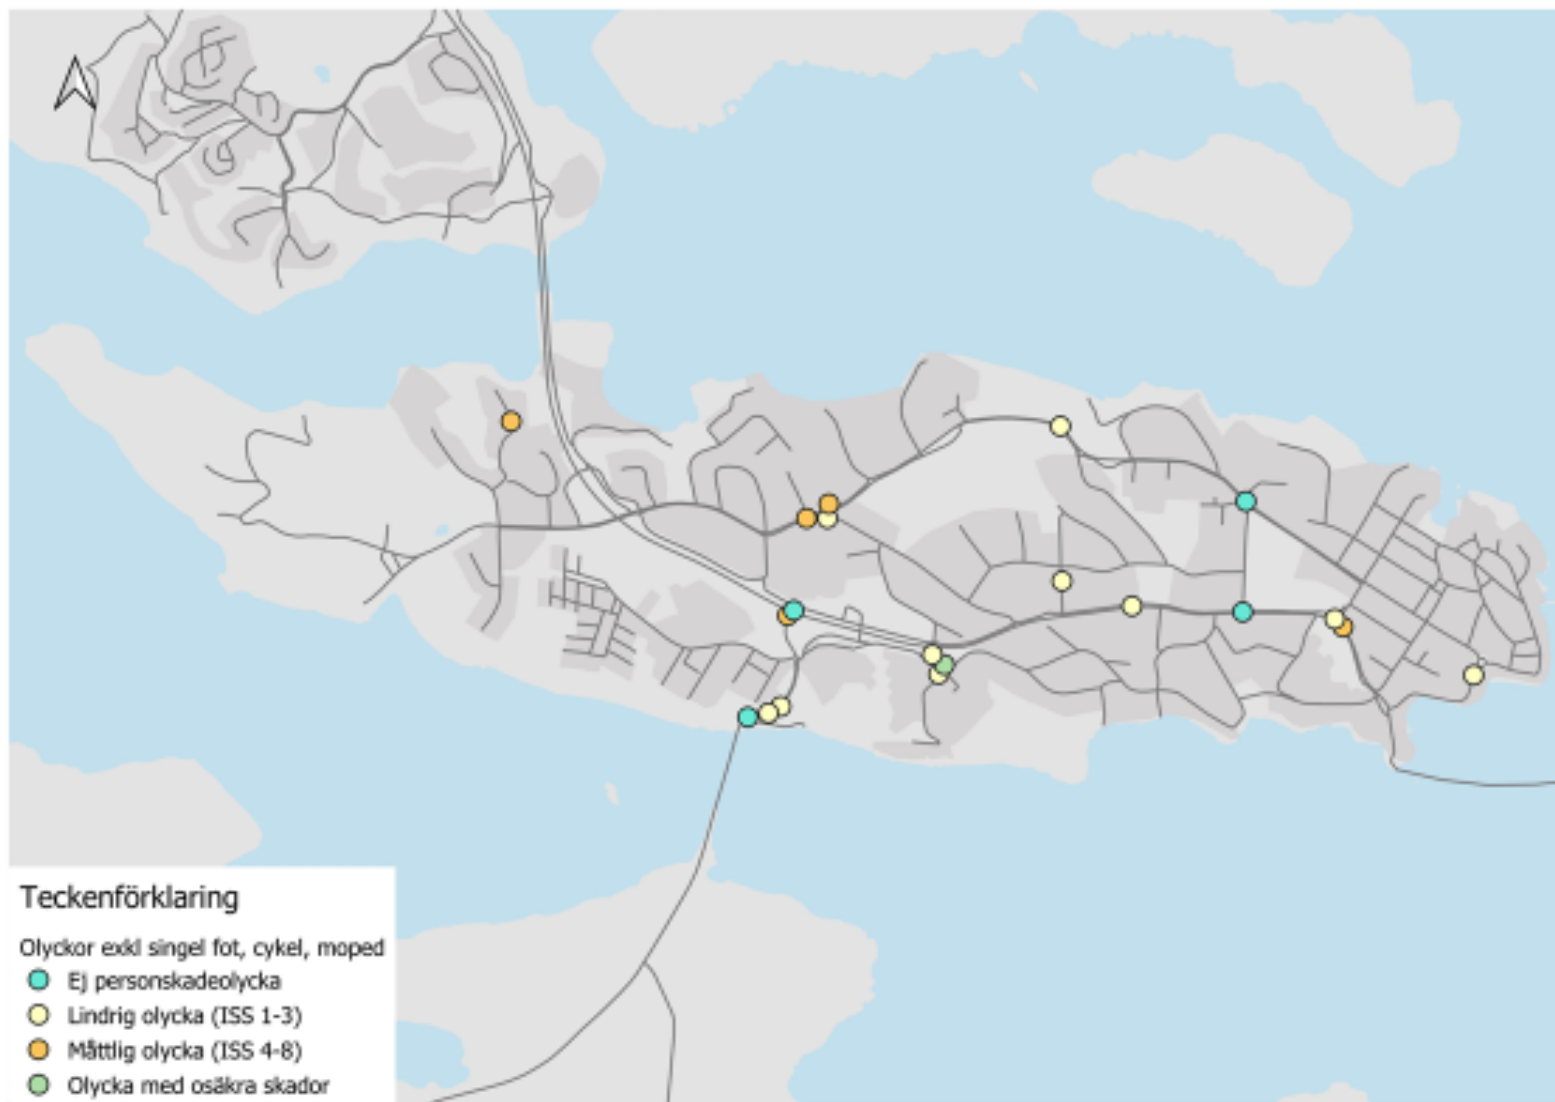 Teckenförklaring
Olyckor exkl singel fot, cykel, moped
Ej personskadeolycka
Lindrig olycka (ISS 1-3)
Måttlig olycka (ISS 4-8)
Olycka med osäkra skador